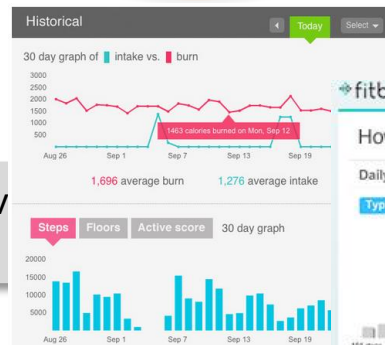 Historical
Today
Select
30 day graph of intake vs. burn
3000
2500
2000
1500
1000
500
1463 calories burned on Mon, Sep 12
Aug 26 Sep 1 Sep 7 Sep 13 Sep 19
1,696 average burn 1,276 average intake
Steps Floors Active score 30 day graph
20000
15000
10000
5000
Aug 26 Sep 1 Sep 7 Sep 13 Sep 19
fitb
How
Daily
Typ